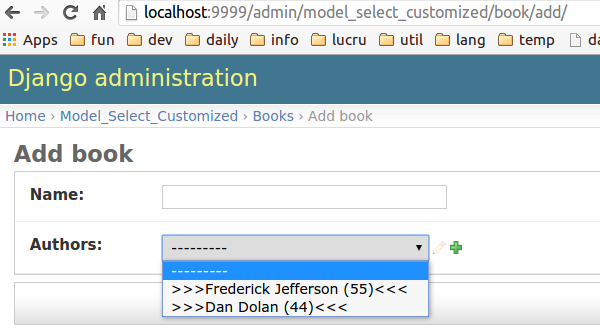 localhost:9999/admin/model_select_customized/book/add/
Apps fun dev daily info lucru util lang temp
Django administration
Home › Model_Select_Customized › Books › Add book
Add book
Name:
Authors: ---------
---------
>>>Frederick Jefferson (55)<<<
>>>Dan Dolan (44)<<<